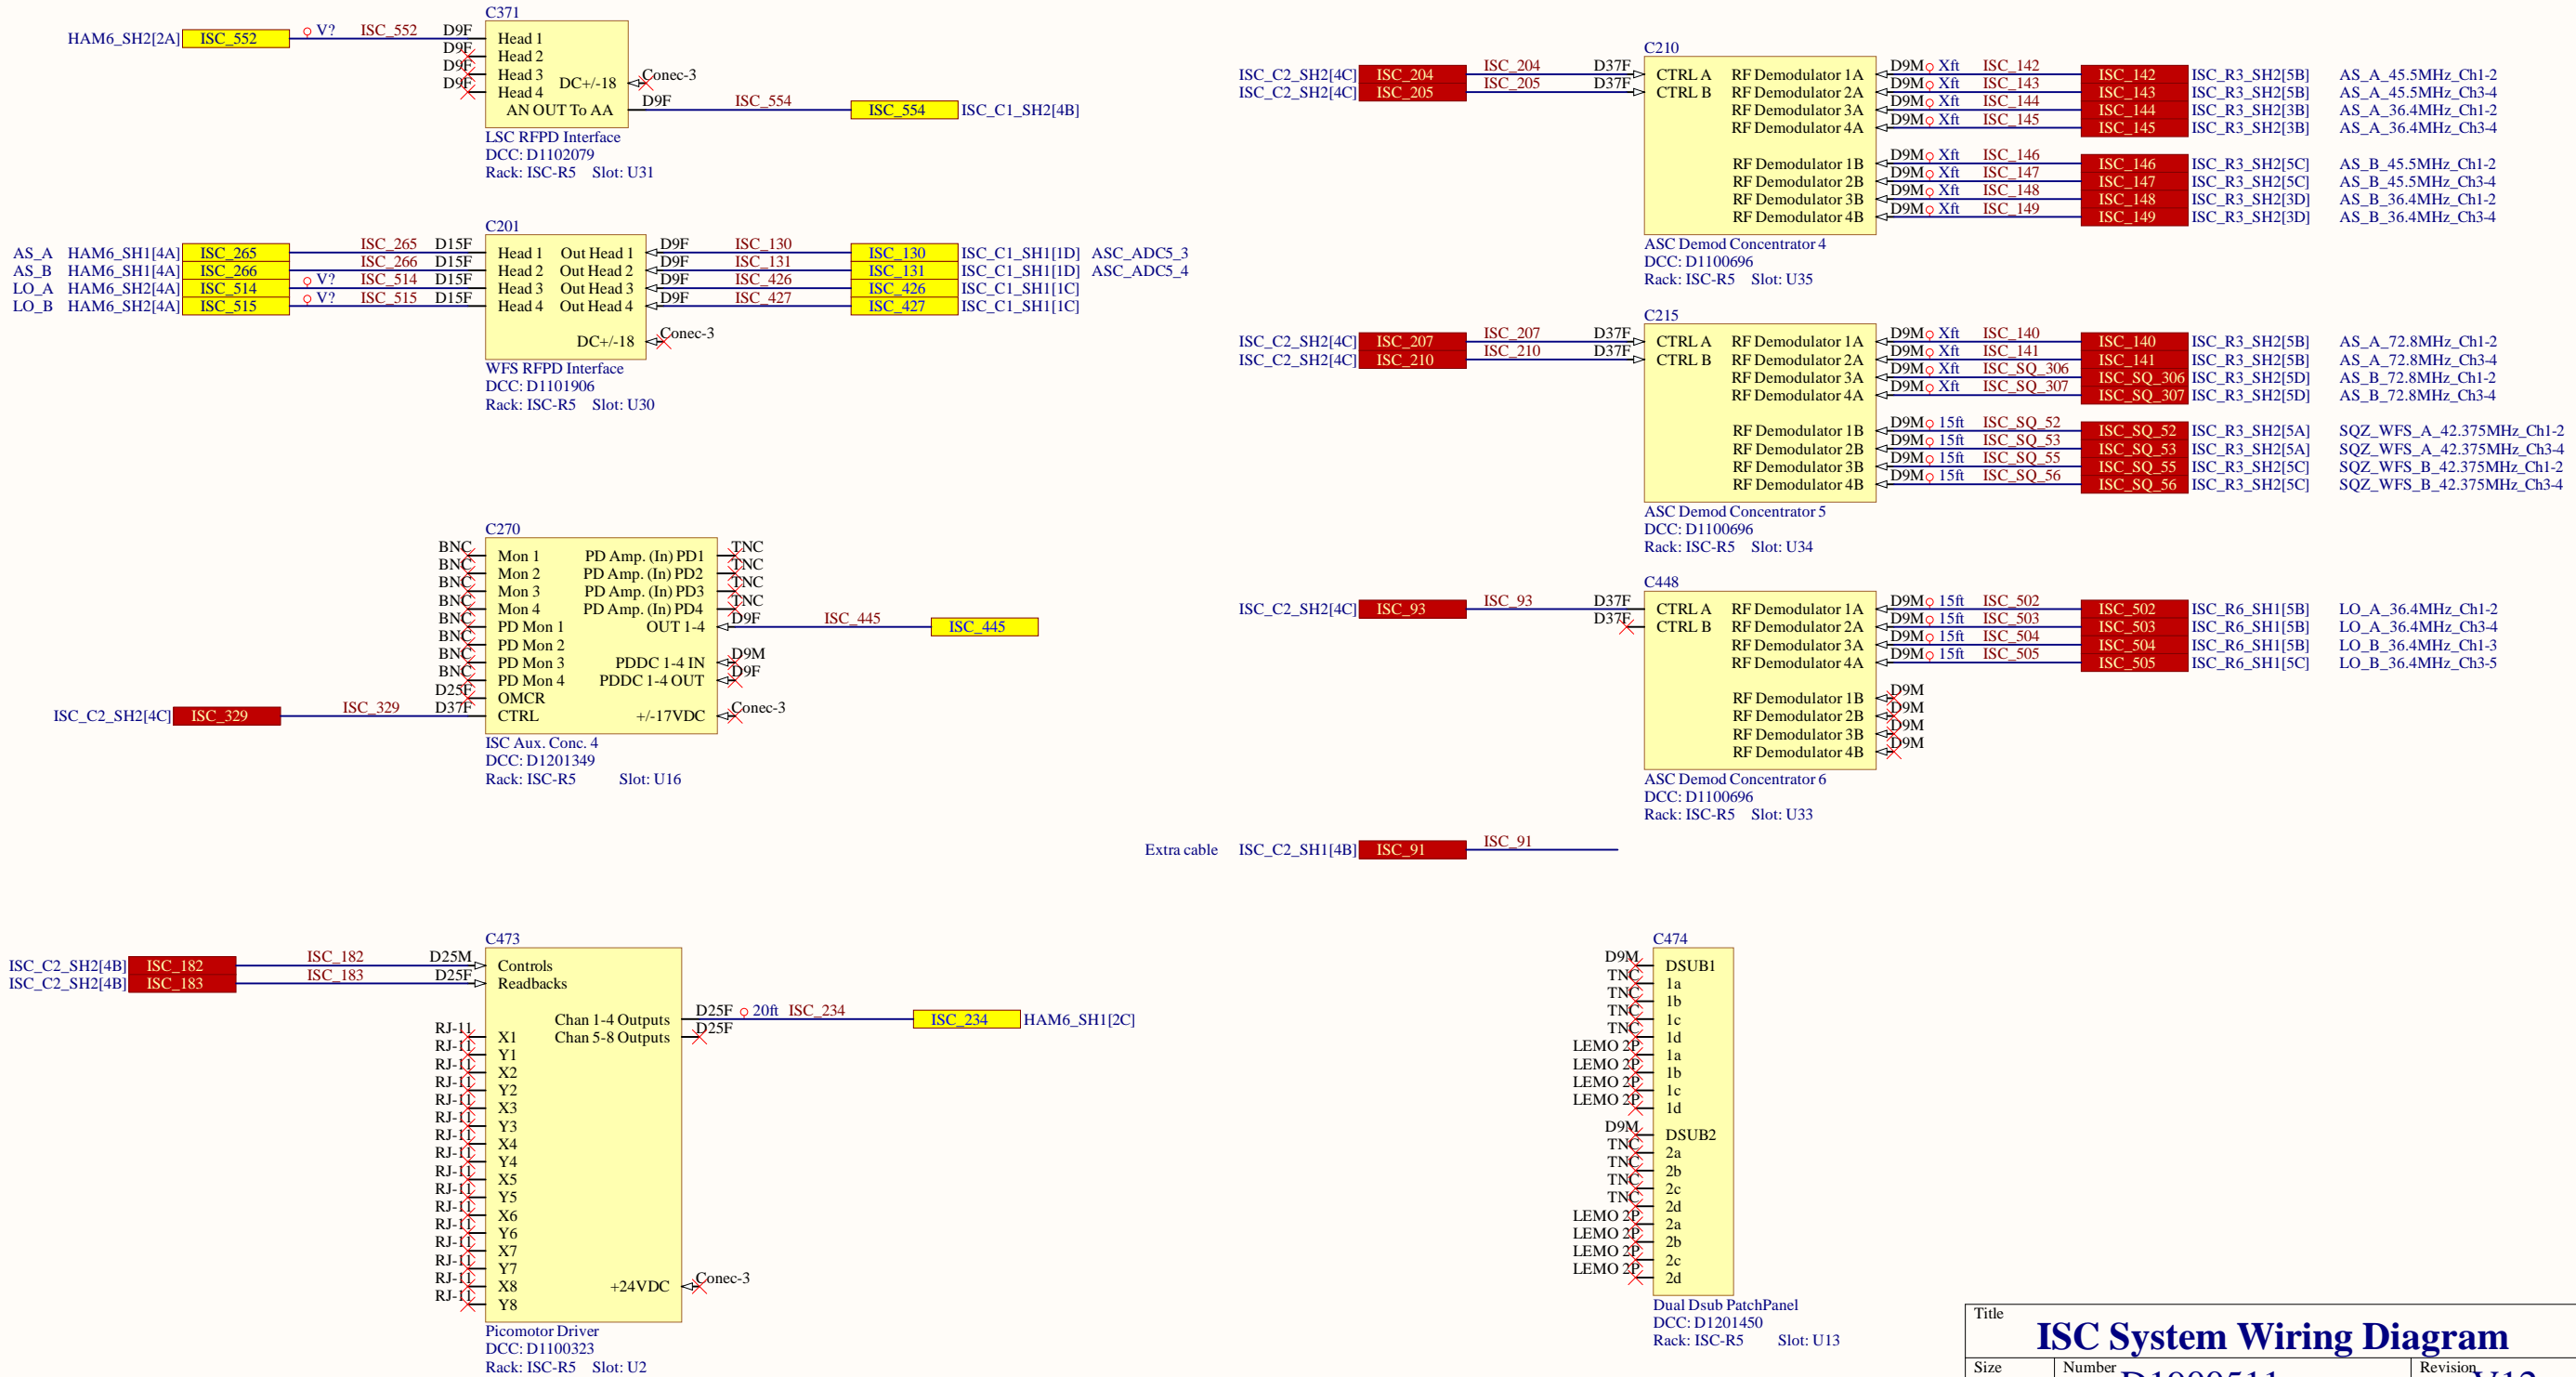 C371
HAM6_SH2[2A] ISC_552 V? ISC_552 D9F Head 1
D9F Head 2
D9F Head 3
D9F Head 4
DC+/-18 Conec-3
AN OUT To AA D9F ISC_554 ISC_554 ISC_C1_SH2[4B]
LSC RFPD Interface
DCC: D1102079
Rack: ISC-R5 Slot: U31
C201
AS_A HAM6_SH1[4A] ISC_265 ISC_265 D15F Head 1 Out Head 1 D9F ISC_130 ISC_130 ISC_C1_SH1[1D] ASC_ADC5_3
AS_B HAM6_SH1[4A] ISC_266 ISC_266 D15F Head 2 Out Head 2 D9F ISC_131 ISC_131 ISC_C1_SH1[1D] ASC_ADC5_4
LO_A HAM6_SH2[4A] ISC_514 V? ISC_514 D15F Head 3 Out Head 3 D9F ISC_426 ISC_426 ISC_C1_SH1[1C]
LO_B HAM6_SH2[4A] ISC_515 V? ISC_515 D15F Head 4 Out Head 4 D9F ISC_427 ISC_427 ISC_C1_SH1[1C]
DC+/-18 Conec-3
WFS RFPD Interface
DCC: D1101906
Rack: ISC-R5 Slot: U30
C270
BNC Mon 1 PD Amp. (In) PD1 TNC
BNC Mon 2 PD Amp. (In) PD2 TNC
BNC Mon 3 PD Amp. (In) PD3 TNC
BNC Mon 4 PD Amp. (In) PD4 TNC
BNC PD Mon 1 OUT 1-4 D9F ISC_445 ISC_445
BNC PD Mon 2
BNC PD Mon 3 PDDC 1-4 IN D9M
BNC PD Mon 4 PDDC 1-4 OUT D9F
D25F OMCR
ISC_C2_SH2[4C] ISC_329 ISC_329 D37F CTRL +/-17VDC Conec-3
ISC Aux. Conc. 4
DCC: D1201349
Rack: ISC-R5 Slot: U16
C473
ISC_C2_SH2[4B] ISC_182 ISC_182 D25M Controls
ISC_C2_SH2[4B] ISC_183 ISC_183 D25F Readbacks
Chan 1-4 Outputs D25F 20ft ISC_234 ISC_234 HAM6_SH1[2C]
Chan 5-8 Outputs D25F
RJ-11 X1
RJ-11 Y1
RJ-11 X2
RJ-11 Y2
RJ-11 X3
RJ-11 Y3
RJ-11 X4
RJ-11 Y4
RJ-11 X5
RJ-11 Y5
RJ-11 X6
RJ-11 Y6
RJ-11 X7
RJ-11 Y7
RJ-11 X8 +24VDC Conec-3
RJ-11 Y8
Picomotor Driver
DCC: D1100323
Rack: ISC-R5 Slot: U2
C210
ISC_C2_SH2[4C] ISC_204 ISC_204 D37F CTRL A RF Demodulator 1A D9M Xft ISC_142 ISC_142 ISC_R3_SH2[5B] AS_A_45.5MHz_Ch1-2
ISC_C2_SH2[4C] ISC_205 ISC_205 D37F CTRL B RF Demodulator 2A D9M Xft ISC_143 ISC_143 ISC_R3_SH2[5B] AS_A_45.5MHz_Ch3-4
RF Demodulator 3A D9M Xft ISC_144 ISC_144 ISC_R3_SH2[3B] AS_A_36.4MHz_Ch1-2
RF Demodulator 4A D9M Xft ISC_145 ISC_145 ISC_R3_SH2[3B] AS_A_36.4MHz_Ch3-4
RF Demodulator 1B D9M Xft ISC_146 ISC_146 ISC_R3_SH2[5C] AS_B_45.5MHz_Ch1-2
RF Demodulator 2B D9M Xft ISC_147 ISC_147 ISC_R3_SH2[5C] AS_B_45.5MHz_Ch3-4
RF Demodulator 3B D9M Xft ISC_148 ISC_148 ISC_R3_SH2[3D] AS_B_36.4MHz_Ch1-2
RF Demodulator 4B D9M Xft ISC_149 ISC_149 ISC_R3_SH2[3D] AS_B_36.4MHz_Ch3-4
ASC Demod Concentrator 4
DCC: D1100696
Rack: ISC-R5 Slot: U35
C215
ISC_C2_SH2[4C] ISC_207 ISC_207 D37F CTRL A RF Demodulator 1A D9M Xft ISC_140 ISC_140 ISC_R3_SH2[5B] AS_A_72.8MHz_Ch1-2
ISC_C2_SH2[4C] ISC_210 ISC_210 D37F CTRL B RF Demodulator 2A D9M Xft ISC_141 ISC_141 ISC_R3_SH2[5B] AS_A_72.8MHz_Ch3-4
RF Demodulator 3A D9M Xft ISC_SQ_306 ISC_SQ_306 ISC_R3_SH2[5D] AS_B_72.8MHz_Ch1-2
RF Demodulator 4A D9M Xft ISC_SQ_307 ISC_SQ_307 ISC_R3_SH2[5D] AS_B_72.8MHz_Ch3-4
RF Demodulator 1B D9M 15ft ISC_SQ_52 ISC_SQ_52 ISC_R3_SH2[5A] SQZ_WFS_A_42.375MHz_Ch1-2
RF Demodulator 2B D9M 15ft ISC_SQ_53 ISC_SQ_53 ISC_R3_SH2[5A] SQZ_WFS_A_42.375MHz_Ch3-4
RF Demodulator 3B D9M 15ft ISC_SQ_55 ISC_SQ_55 ISC_R3_SH2[5C] SQZ_WFS_B_42.375MHz_Ch1-2
RF Demodulator 4B D9M 15ft ISC_SQ_56 ISC_SQ_56 ISC_R3_SH2[5C] SQZ_WFS_B_42.375MHz_Ch3-4
ASC Demod Concentrator 5
DCC: D1100696
Rack: ISC-R5 Slot: U34
C448
ISC_C2_SH2[4C] ISC_93 ISC_93 D37F CTRL A RF Demodulator 1A D9M 15ft ISC_502 ISC_502 ISC_R6_SH1[5B] LO_A_36.4MHz_Ch1-2
D37F CTRL B RF Demodulator 2A D9M 15ft ISC_503 ISC_503 ISC_R6_SH1[5B] LO_A_36.4MHz_Ch3-4
RF Demodulator 3A D9M 15ft ISC_504 ISC_504 ISC_R6_SH1[5B] LO_B_36.4MHz_Ch1-3
RF Demodulator 4A D9M 15ft ISC_505 ISC_505 ISC_R6_SH1[5C] LO_B_36.4MHz_Ch3-5
RF Demodulator 1B D9M
RF Demodulator 2B D9M
RF Demodulator 3B D9M
RF Demodulator 4B D9M
ASC Demod Concentrator 6
DCC: D1100696
Rack: ISC-R5 Slot: U33
Extra cable ISC_C2_SH1[4B] ISC_91 ISC_91
C474
D9M DSUB1
TNC 1a
TNC 1b
TNC 1c
TNC 1d
LEMO 2P 1a
LEMO 2P 1b
LEMO 2P 1c
LEMO 2P 1d
D9M DSUB2
TNC 2a
TNC 2b
TNC 2c
TNC 2d
LEMO 2P 2a
LEMO 2P 2b
LEMO 2P 2c
LEMO 2P 2d
Dual Dsub PatchPanel
DCC: D1201450
Rack: ISC-R5 Slot: U13
Title
ISC System Wiring Diagram
Size Number Revision